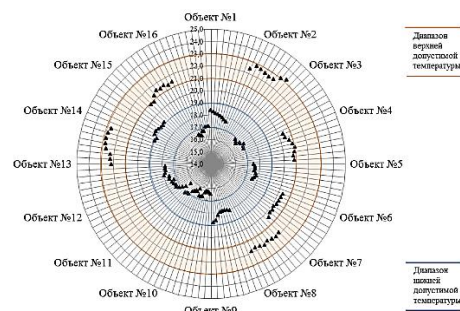 Объект №1
Объект №16
Объект №2
Объект №15
Объект №3
Объект №14
Объект №4
Объект №13
Объект №5
Объект №12
Объект №6
Объект №11
Объект №7
Объект №10
Объект №8
Объект №9
25,0
24,0
23,0
22,0
21,0
20,0
19,0
18,0
17,0
16,0
15,0
14,0
Диапазон
верхней
допустимой
температуры
Диапазон
нижней
допустимой
температуры